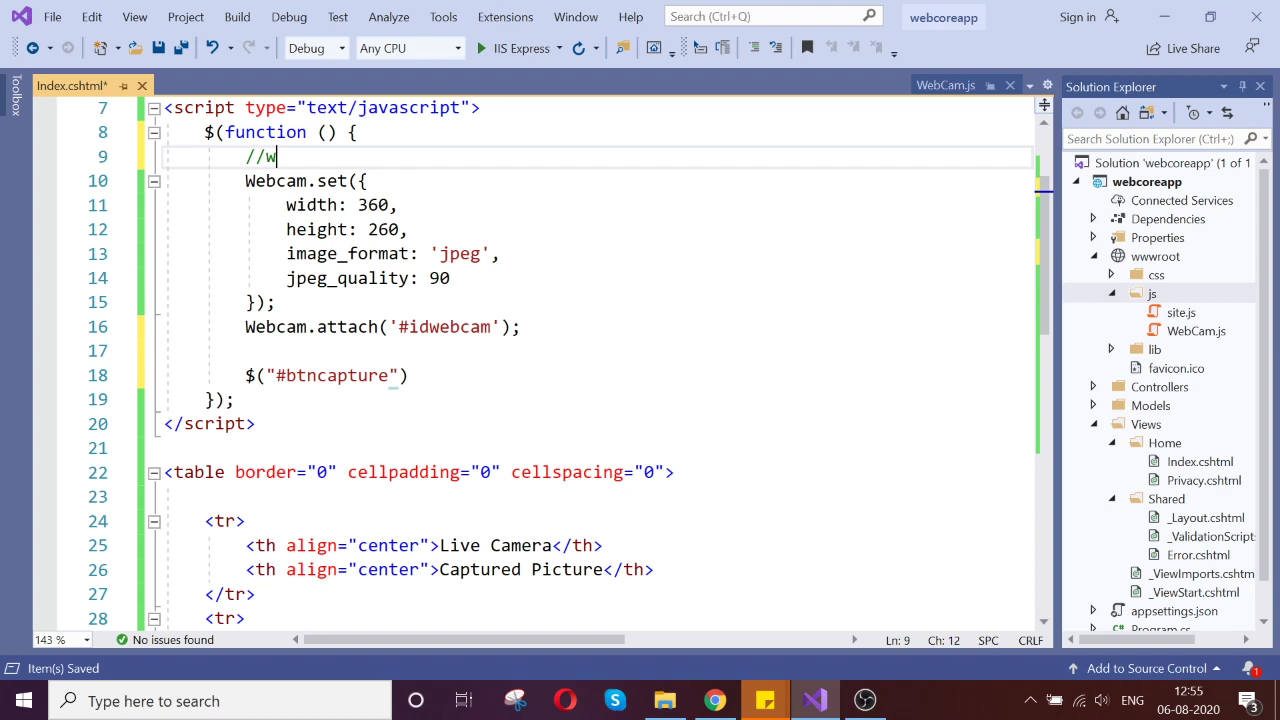 File Edit View Project Build Debug Test Analyze Tools Extensions Window Help Search (Ctrl+Q) webcoreapp Sign in
Debug Any CPU IIS Express Live Share
Toolbox
Index.cshtml* WebCam.js
7 <script type="text/javascript">
8 $(function () {
9 //w
10 Webcam.set({
11 width: 360,
12 height: 260,
13 image_format: 'jpeg',
14 jpeg_quality: 90
15 });
16 Webcam.attach('#idwebcam');
17
18 $("#btncapture")
19 });
20 </script>
21
22 <table border="0" cellpadding="0" cellspacing="0">
23
24 <tr>
25 <th align="center">Live Camera</th>
26 <th align="center">Captured Picture</th>
27 </tr>
28 <tr>
143 % No issues found Ln: 9 Ch: 12 SPC CRLF
Solution Explorer
Search Solution Explorer (Ctrl+;)
Solution 'webcoreapp' (1 of 1
webcoreapp
Connected Services
Dependencies
Properties
wwwroot
css
js
site.js
WebCam.js
lib
favicon.ico
Controllers
Models
Views
Home
Index.cshtml
Privacy.cshtml
Shared
_Layout.cshtml
_ValidationScripts
Error.cshtml
_ViewImports.cshtm
_ViewStart.cshtml
appsettings.json
Program.cs
Item(s) Saved Add to Source Control 1
Type here to search ENG 12:55 06-08-2020 3